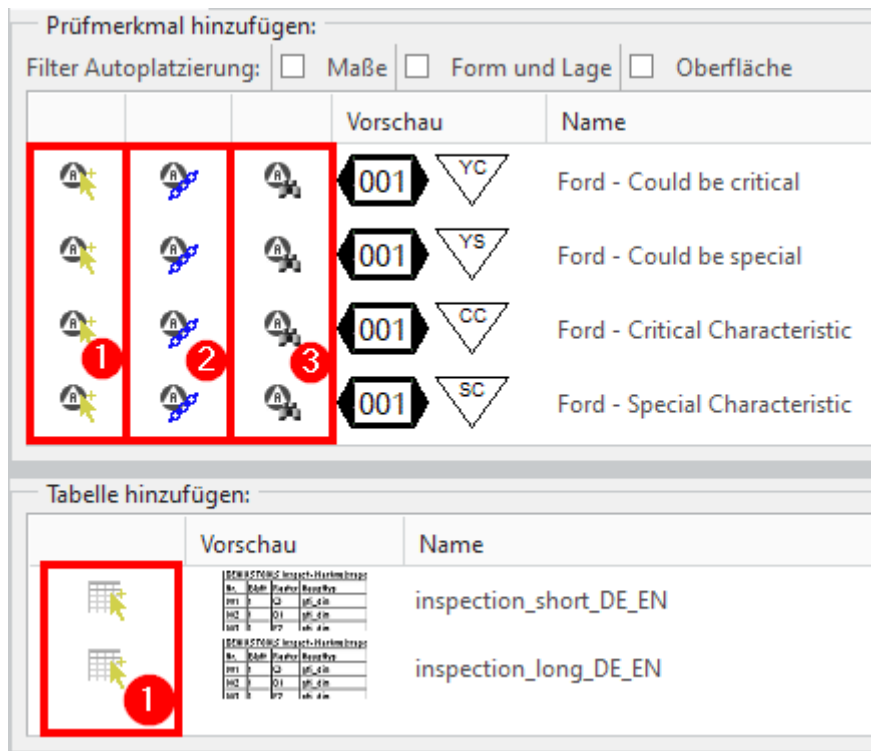 Prüfmerkmal hinzufügen:
Filter Autoplatzierung: Maße Form und Lage Oberfläche
Vorschau Name
001 YC Ford - Could be critical
001 YS Ford - Could be special
001 CC Ford - Critical Characteristic
1 2 3
001 SC Ford - Special Characteristic
Tabelle hinzufügen:
Vorschau Name
inspection_short_DE_EN
inspection_long_DE_EN
1